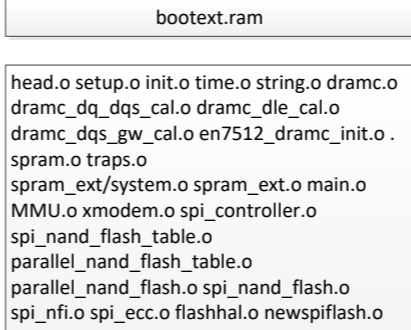 bootext.ram
head.o setup.o init.o time.o string.o dramc.o
dramc_dq_dqs_cal.o dramc_dle_cal.o
dramc_dqs_gw_cal.o en7512_dramc_init.o .
spram.o traps.o
spram_ext/system.o spram_ext.o main.o
MMU.o xmodem.o spi_controller.o
spi_nand_flash_table.o
parallel_nand_flash_table.o
parallel_nand_flash.o spi_nand_flash.o
spi_nfi.o spi_ecc.o flashhal.o newspiflash.o